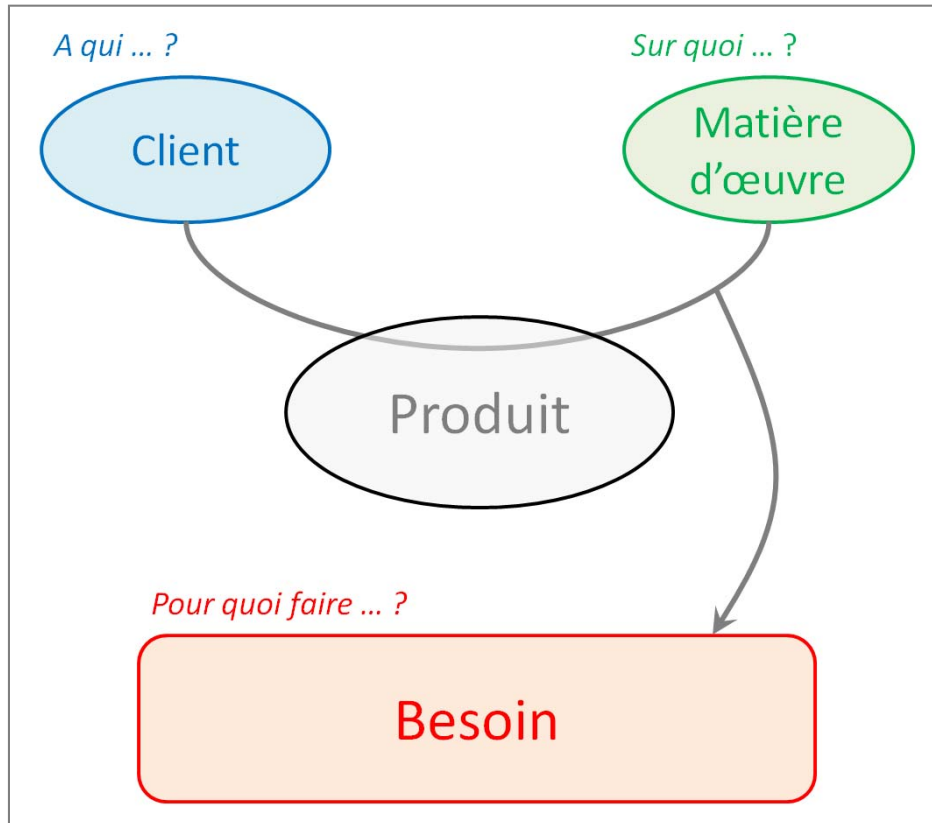 A qui ... ?
Sur quoi ... ?
Client
Matière
d'œuvre
Produit
Pour quoi faire ... ?
Besoin